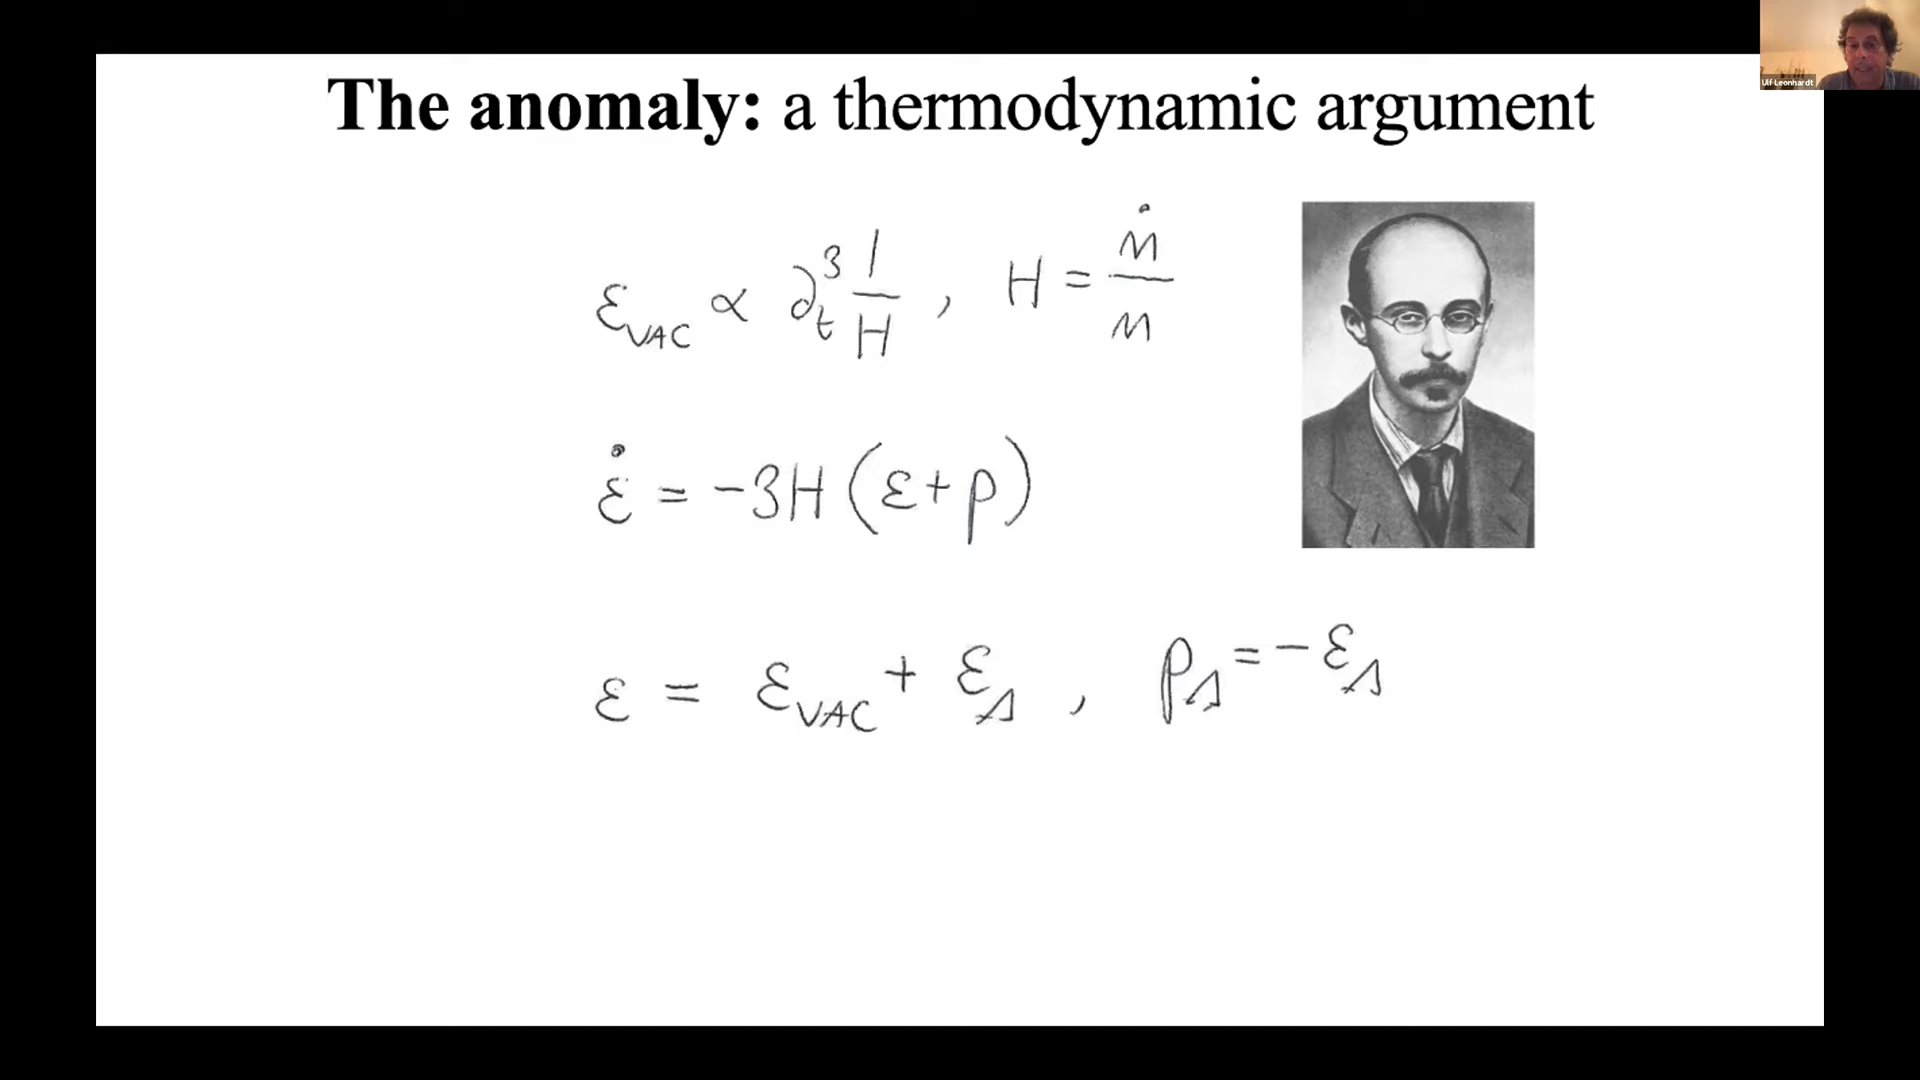 Ulf Leonhardt
The anomaly: a thermodynamic argument
ε_VAC ∝ ∂_t^3 1/H , H = ṁ/m
ε̇ = -3H (ε+p)
ε = ε_VAC + ε_Λ , p_Λ = -ε_Λ